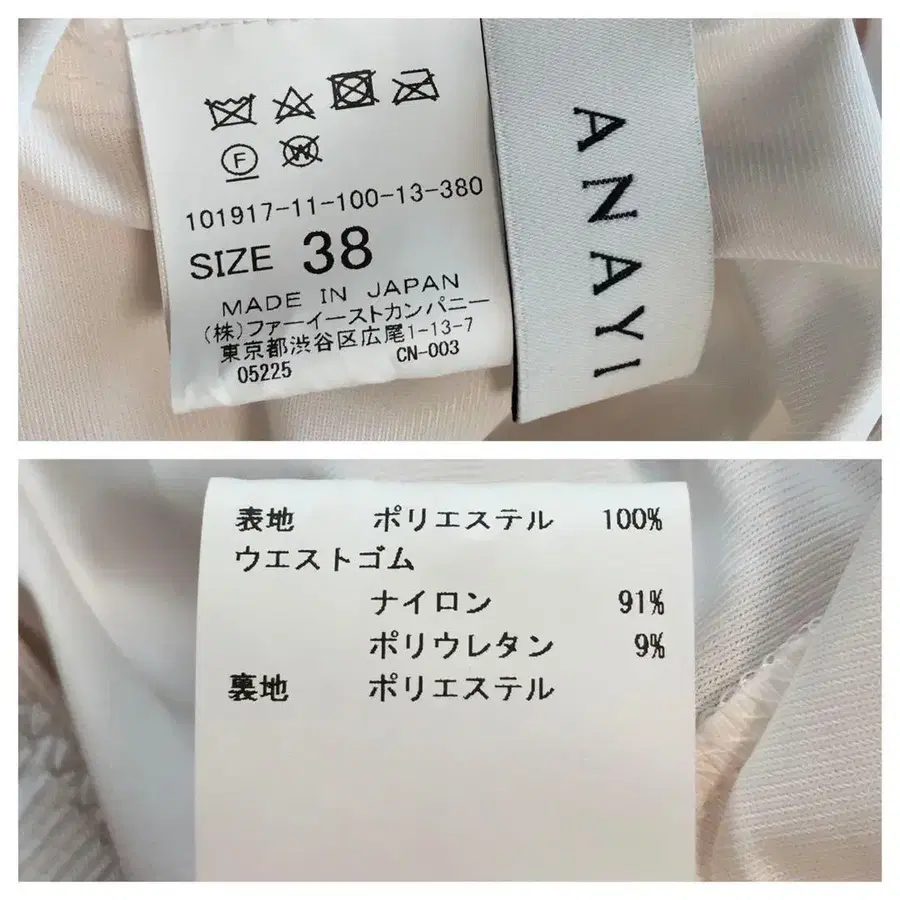 101917-11-100-13-380
SIZE 38
MADE IN JAPAN
(株)ファーイーストカンパニー
東京都渋谷区広尾1-13-7
05225 CN-003
ANAYI
表地 ポリエステル 100%
ウエストゴム
ナイロン 91%
ポリウレタン 9%
裏地 ポリエステル
F
W